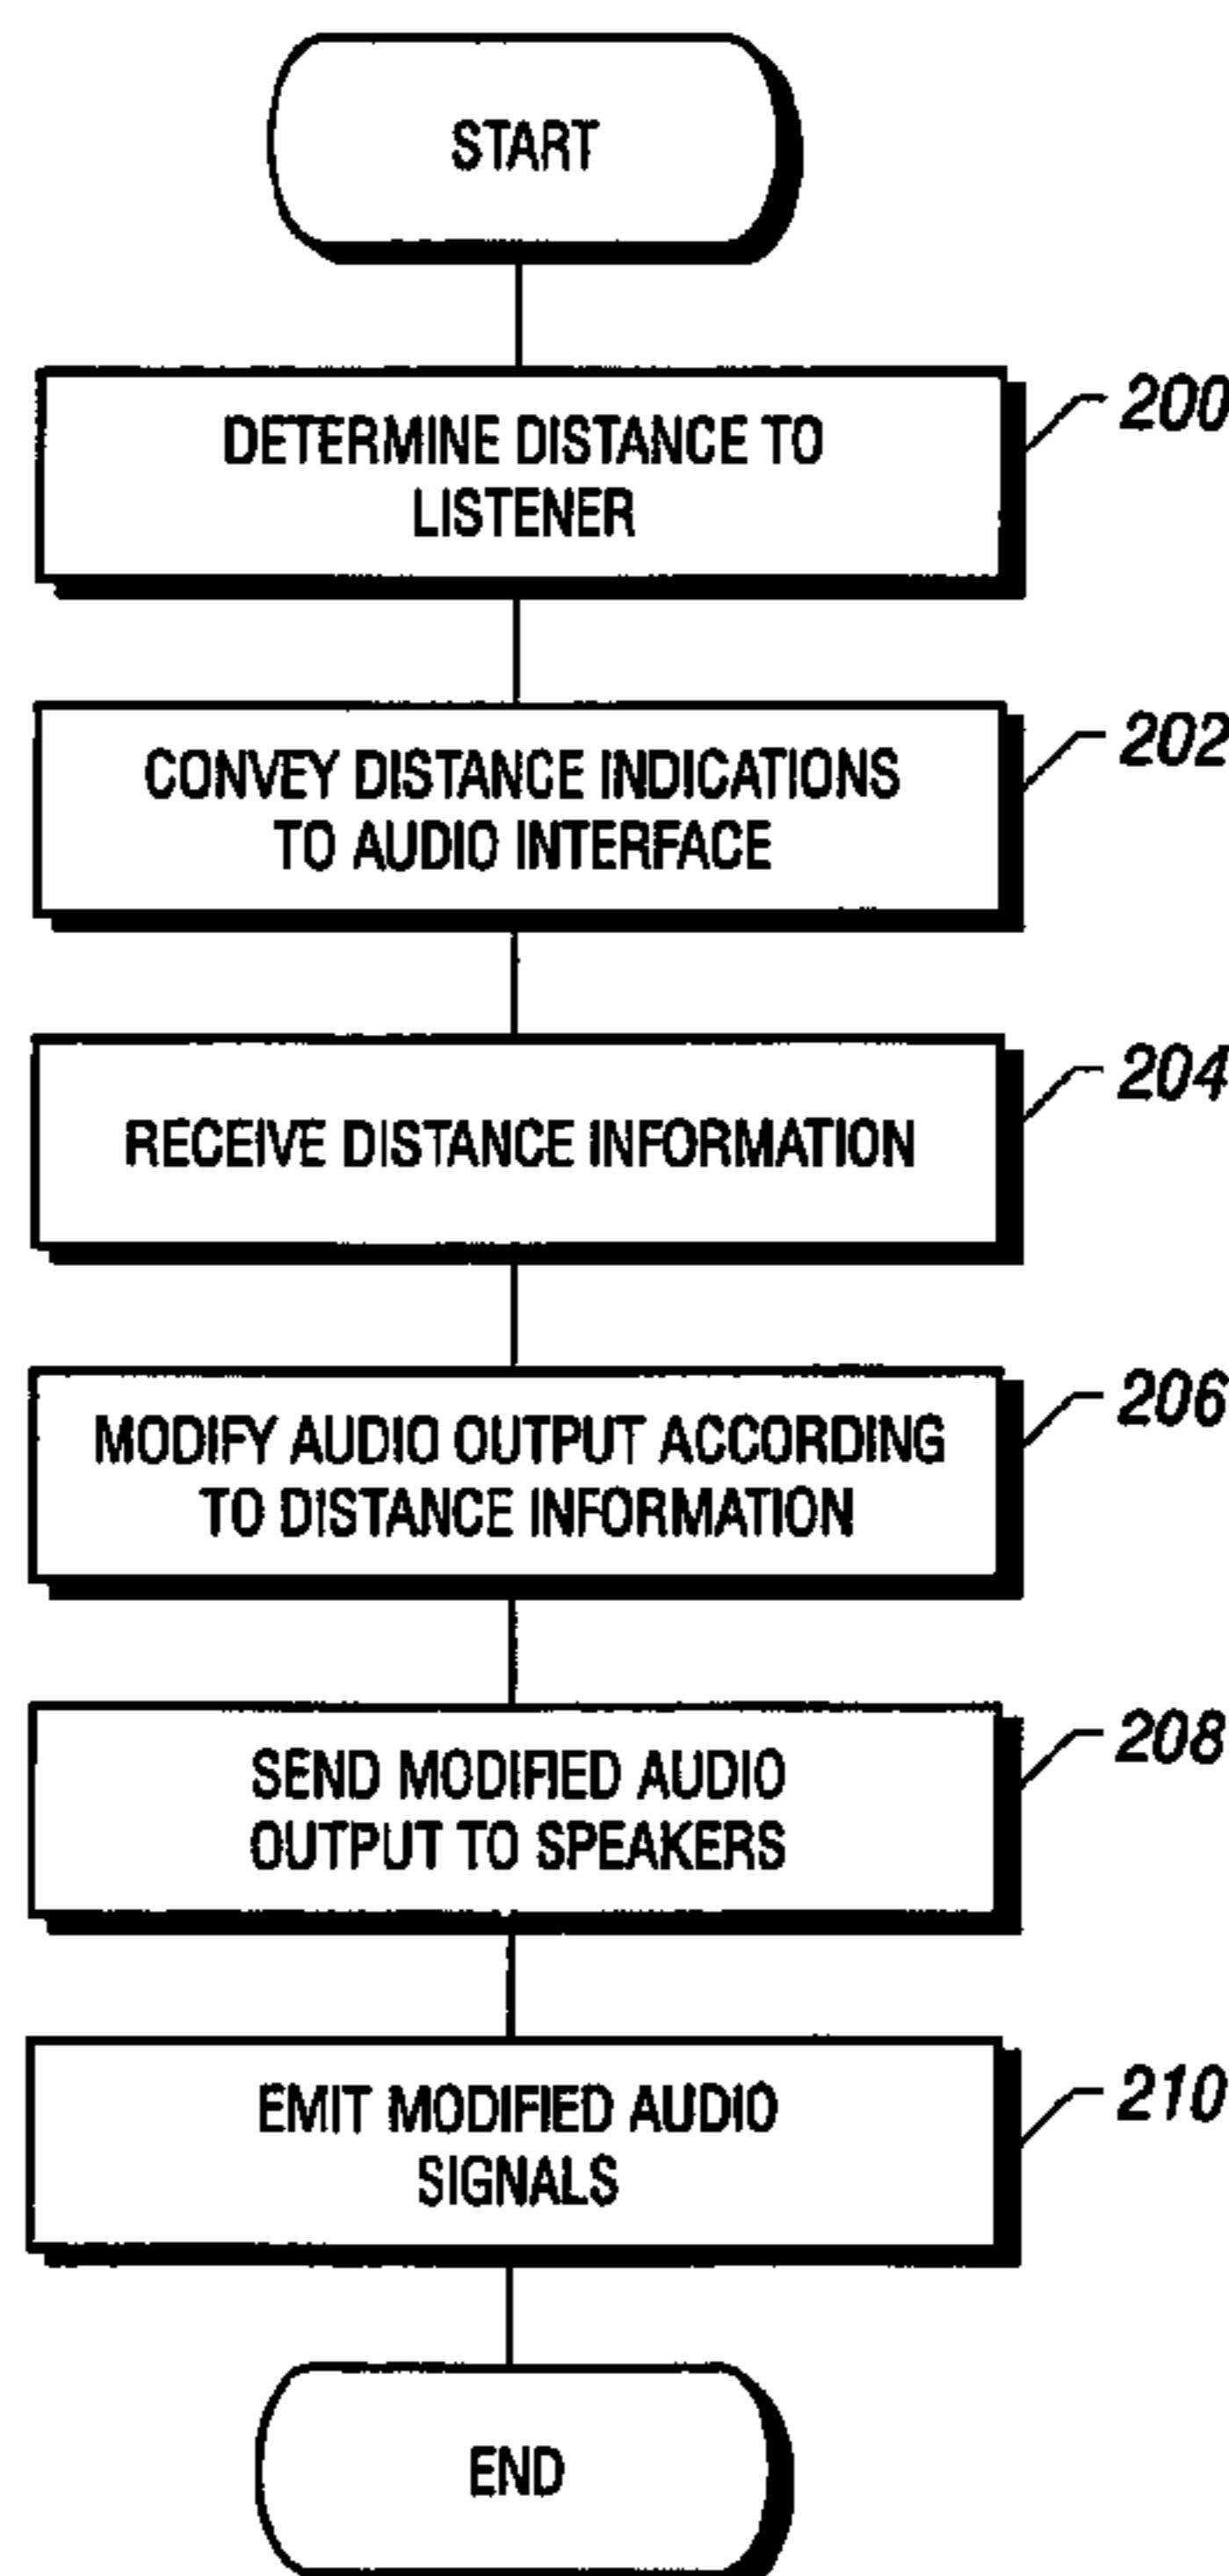 START
DETERMINE DISTANCE TO
LISTENER
200
CONVEY DISTANCE INDICATIONS
TO AUDIO INTERFACE
202
RECEIVE DISTANCE INFORMATION
204
MODIFY AUDIO OUTPUT ACCORDING
TO DISTANCE INFORMATION
206
SEND MODIFIED AUDIO
OUTPUT TO SPEAKERS
208
EMIT MODIFIED AUDIO
SIGNALS
210
END